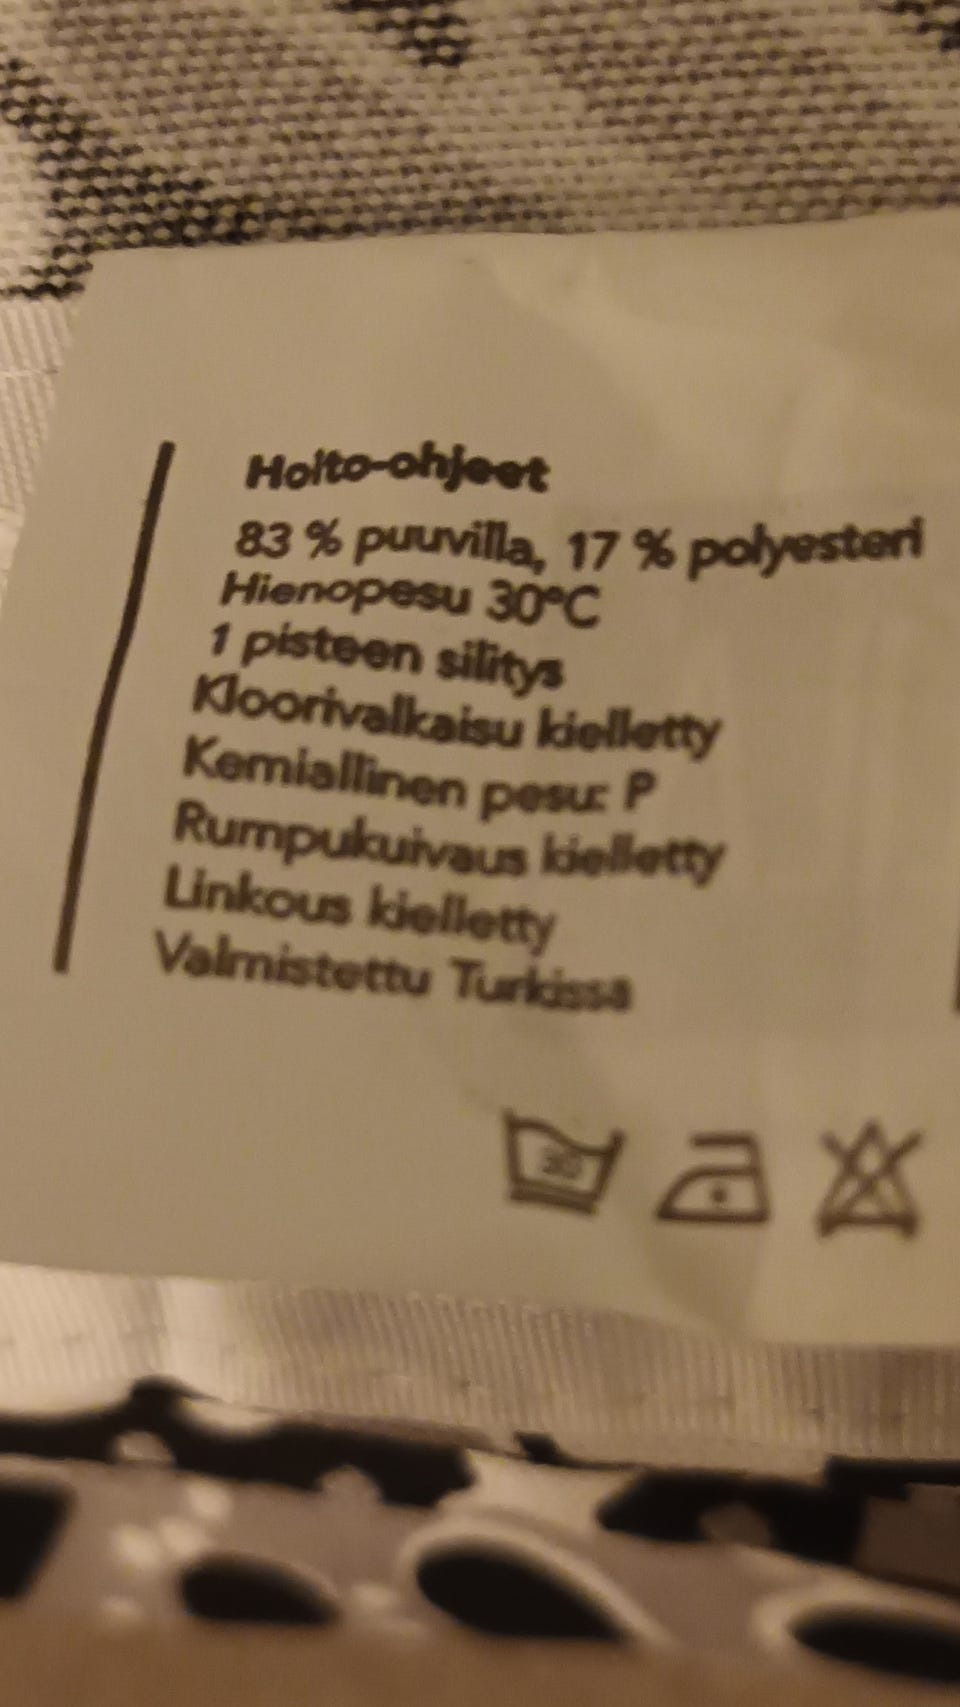 Hoito-ohjeet
83 % puuvilla, 17 % polyesteri
Hienopesu 30°C
1 pisteen silitys
Kloorivalkaisu kielletty
Kemiallinen pesu: P
Rumpukuivaus kielletty
Linkous kielletty
Valmistettu Turkissa
30